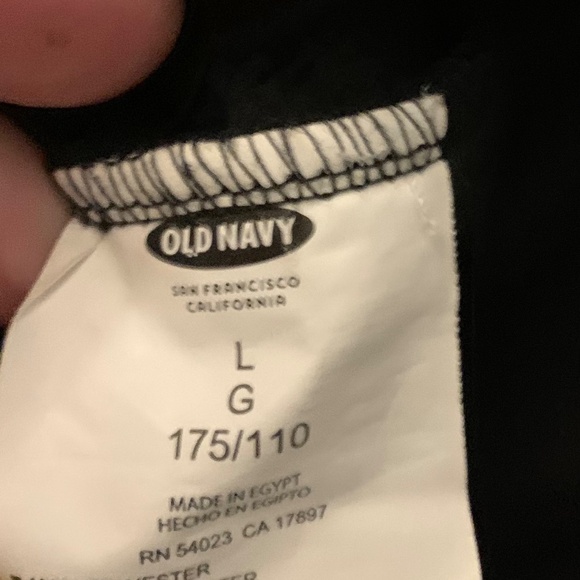 OLD NAVY
SAN FRANCISCO
CALIFORNIA
L
G
175/110
MADE IN EGYPT
HECHO EN EGIPTO
RN 54023 CA 17897